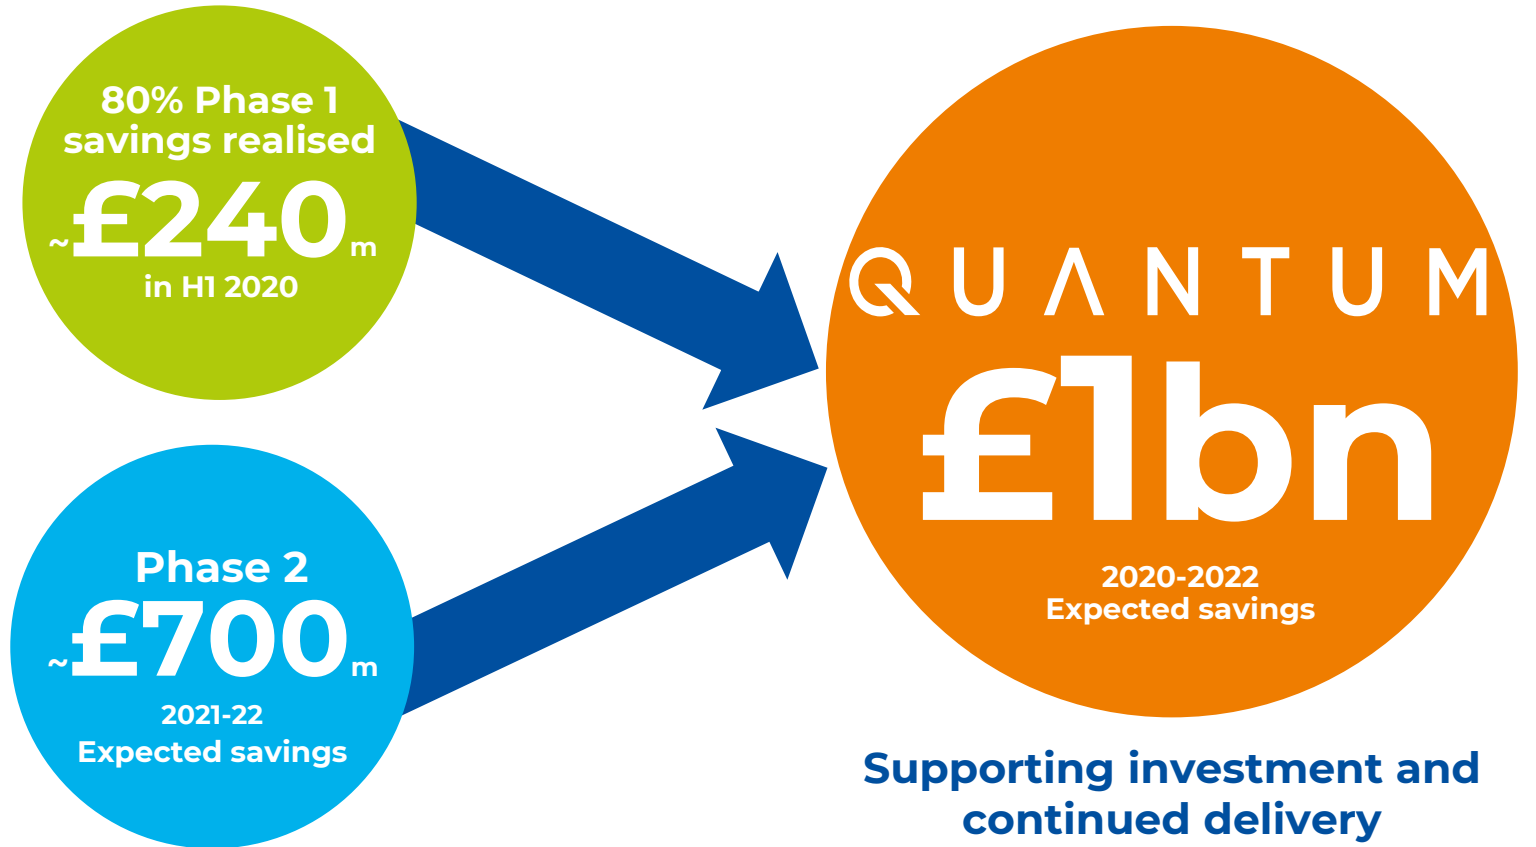 80% Phase 1
savings realised
~£240m
in H1 2020
Phase 2
~£700m
2021-22
Expected savings
QUANTUM
£1bn
2020-2022
Expected savings
Supporting investment and
continued delivery